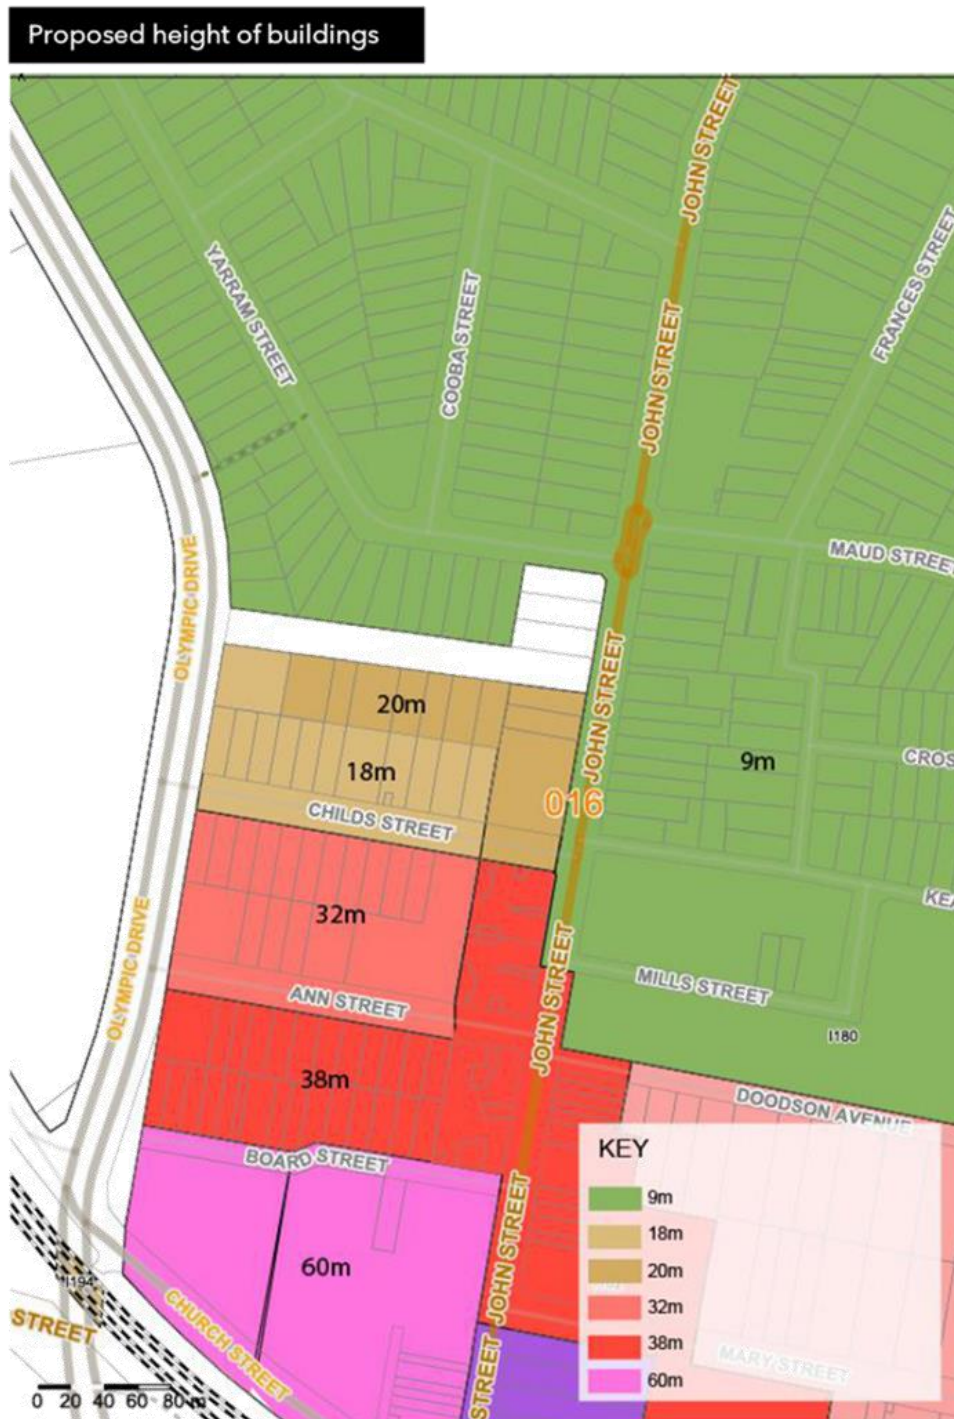 Proposed height of buildings
JOHN STREET
YARRAM STREET
COOBA STREET
JOHN STREET
FRANCES STREET
MAUD STREET
OLYMPIC DRIVE
JOHN STREET
20m
18m
9m
CROS
016
CHILDS STREET
KEA
32m
OLYMPIC DRIVE
ANN STREET
JOHN STREET
MILLS STREET
I180
38m
DOODSON AVENUE
BOARD STREET
KEY
9m
18m
20m
32m
38m
60m
60m
JOHN STREET
I194
STREET
CHURCH STREET
STREET
MARY STREET
0 20 40 60 80 m